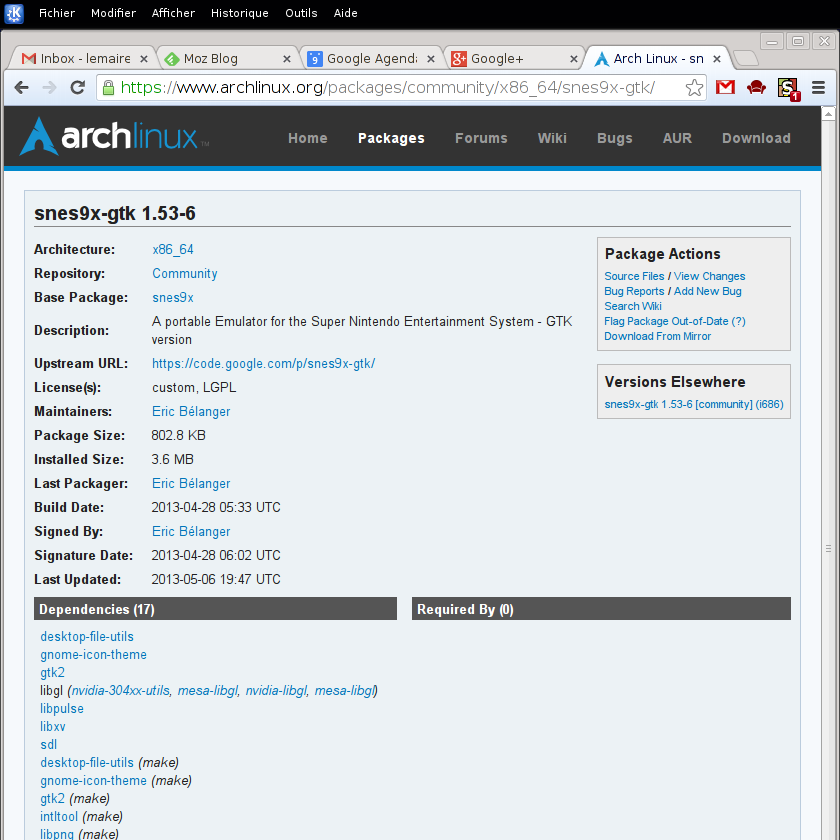 Fichier Modifier Afficher Historique Outils Aide
Inbox - lemaire Moz Blog 9 Google Agenda Google+ Arch Linux - sn
https://www.archlinux.org/packages/community/x86_64/snes9x-gtk/ S 1
archlinux™ Home Packages Forums Wiki Bugs AUR Download
snes9x-gtk 1.53-6
Architecture: x86_64
Repository: Community
Base Package: snes9x
Description: A portable Emulator for the Super Nintendo Entertainment System - GTK
version
Upstream URL: https://code.google.com/p/snes9x-gtk/
License(s): custom, LGPL
Maintainers: Eric Bélanger
Package Size: 802.8 KB
Installed Size: 3.6 MB
Last Packager: Eric Bélanger
Build Date: 2013-04-28 05:33 UTC
Signed By: Eric Bélanger
Signature Date: 2013-04-28 06:02 UTC
Last Updated: 2013-05-06 19:47 UTC
Package Actions
Source Files / View Changes
Bug Reports / Add New Bug
Search Wiki
Flag Package Out-of-Date (?)
Download From Mirror
Versions Elsewhere
snes9x-gtk 1.53-6 [community] (i686)
Dependencies (17)
desktop-file-utils
gnome-icon-theme
gtk2
libgl (nvidia-304xx-utils, mesa-libgl, nvidia-libgl, mesa-libgl)
libpulse
libxv
sdl
desktop-file-utils (make)
gnome-icon-theme (make)
gtk2 (make)
intltool (make)
libpng (make)
Required By (0)